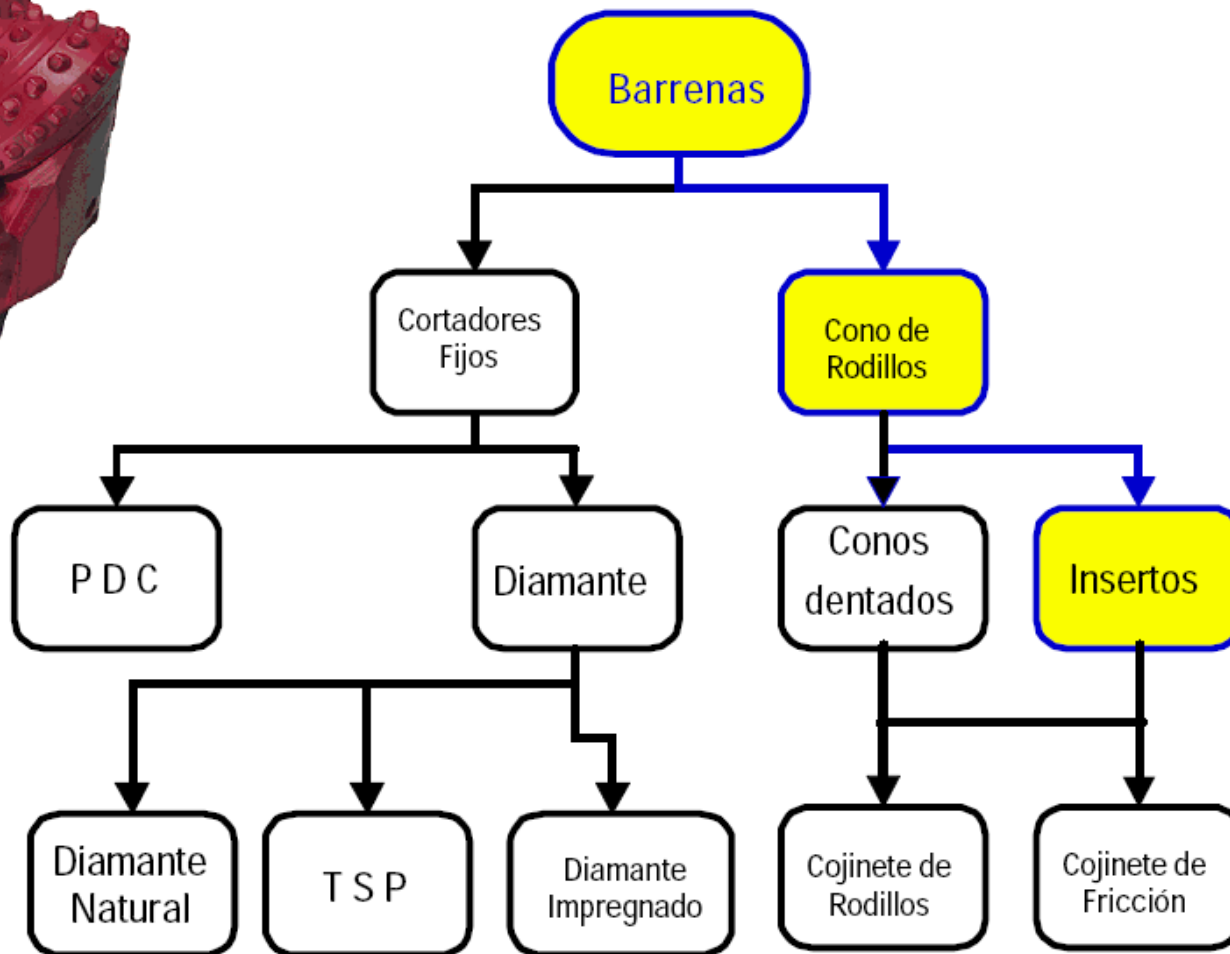 Barrenas
Cortadores
Fijos
Cono de
Rodillos
P D C
Diamante
Conos
dentados
Insertos
Diamante
Natural
T S P
Diamante
Impregnado
Cojinete de
Rodillos
Cojinete de
Fricción